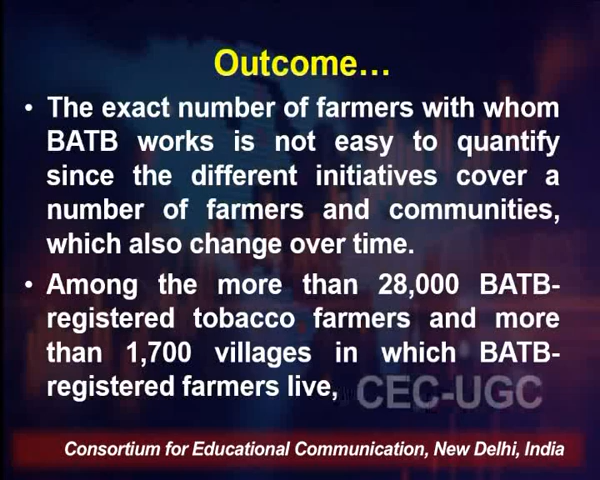 Outcome...
• The exact number of farmers with whom
BATB works is not easy to quantify
since the different initiatives cover a
number of farmers and communities,
which also change over time.
• Among the more than 28,000 BATB-
registered tobacco farmers and more
than 1,700 villages in which BATB-
registered farmers live,
CEC-UGC
Consortium for Educational Communication, New Delhi, India